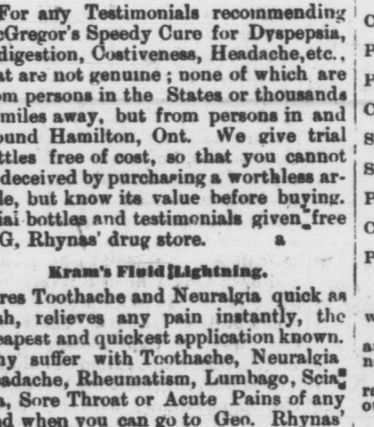 For any Testimonials recommending
cGregor's Speedy Cure for Dyspepsia,
digestion, Costiveness, Headache,etc.,
at are not genuine ; none of which are
om persons in the States or thousands
miles away, but from persons in and
ound Hamilton, Ont. We give trial
ttles free of cost, so that you cannot
deceived by purchasing a worthless ar-
le, but know its value before buying.
ial bottles and testimonials given free
G, Rhynas' drug store. a
Kram's Fluid Lightning.
res Toothache and Neuralgia quick as
sh, relieves any pain instantly, the
eapest and quickest application known.
ny suffer with Toothache, Neuralgia
eadache, Rheumatism, Lumbago, Scia
a, Sore Throat or Acute Pains of any
nd when you can go to Geo. Rhynas'